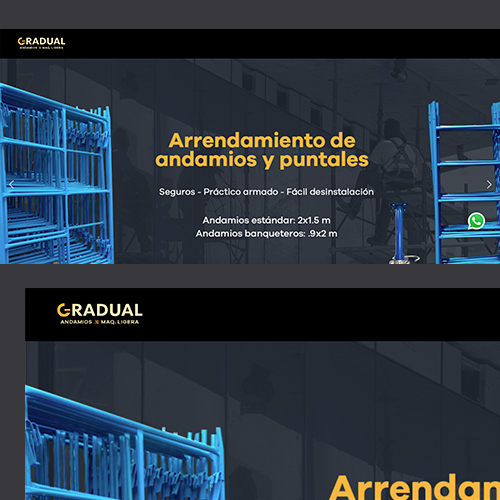 GRADUAL
ANDAMIOS X MAQ. LIGERA
Arrendamiento de
andamios y puntales
Seguros - Práctico armado - Fácil desinstalación
Andamios estándar: 2x1.5 m
Andamios banqueteros: .9x2 m
GRADUAL
ANDAMIOS X MAQ. LIGERA
Arrendam